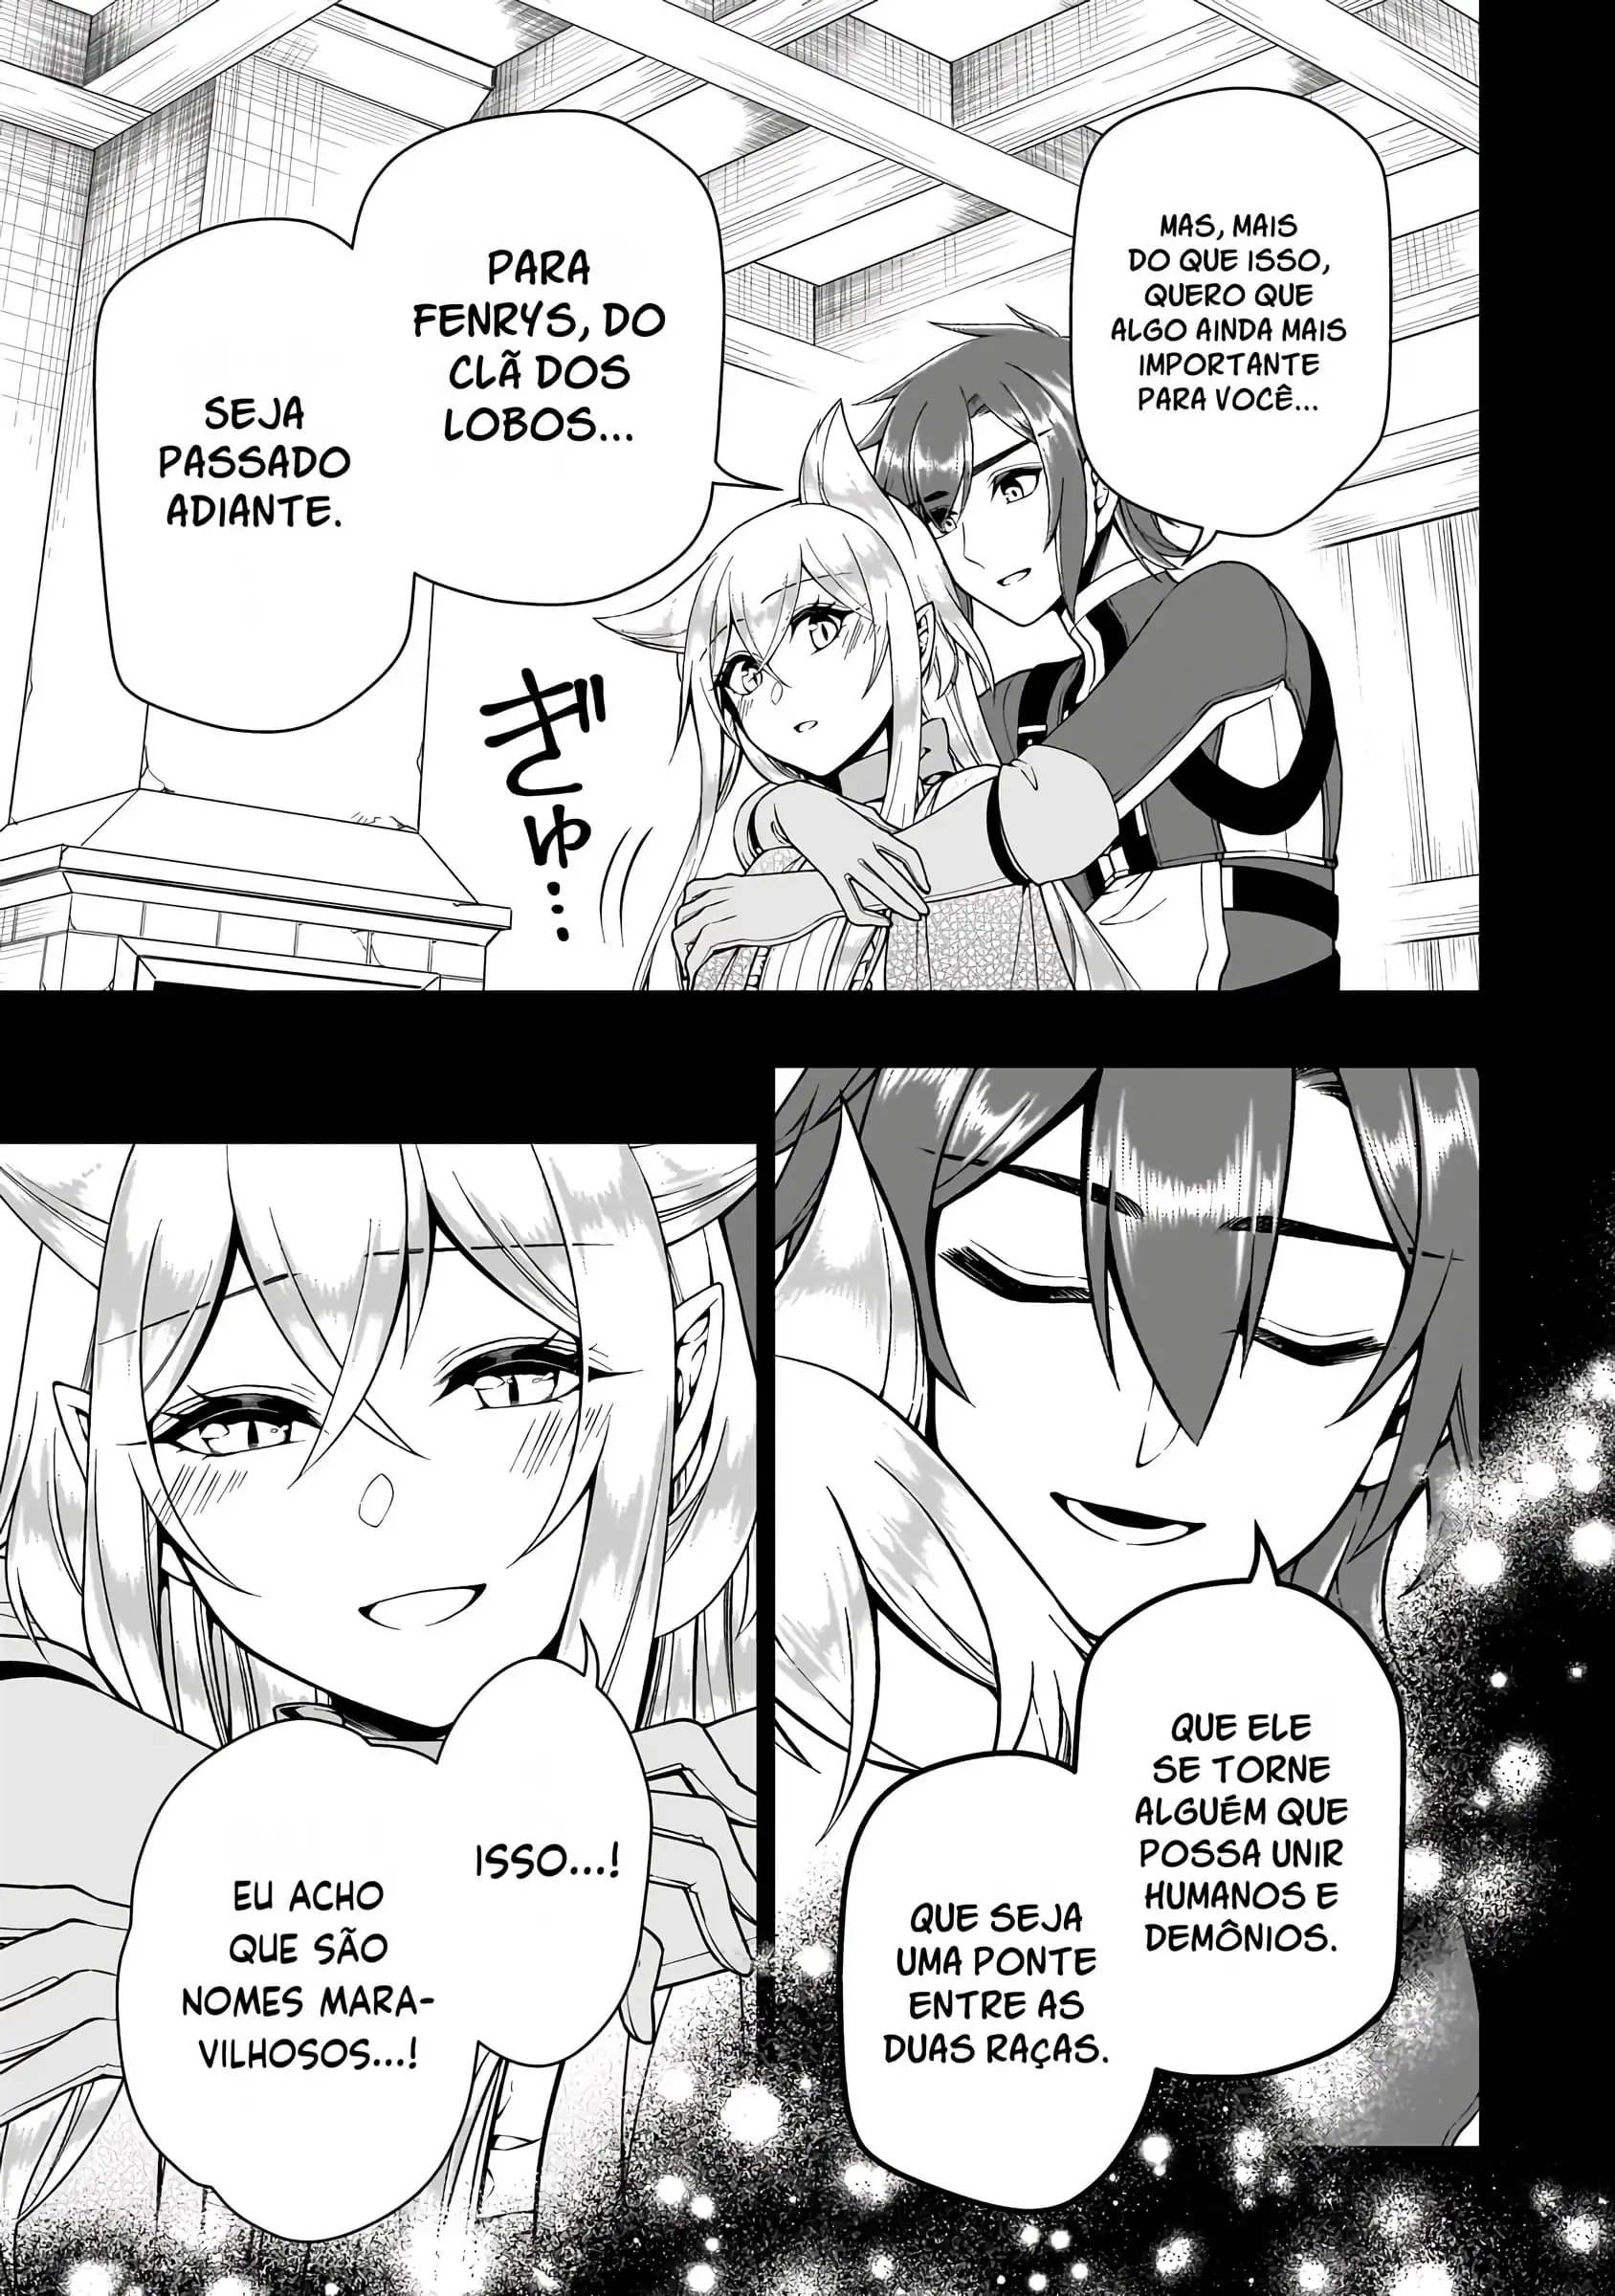 MAS, MAIS
DO QUE ISSO,
QUERO QUE
ALGO AINDA MAIS
IMPORTANTE
PARA VOCÊ...
PARA
FENRYS, DO
CLÃ DOS
LOBOS...
SEJA
PASSADO
ADIANTE.
ぎゅ…
QUE ELE
SE TORNE
ALGUÉM QUE
POSSA UNIR
HUMANOS E
DEMÔNIOS.
QUE SEJA
UMA PONTE
ENTRE AS
DUAS RAÇAS.
ISSO...!
EU ACHO
QUE SÃO
NOMES MARA-
VILHOSOS...!